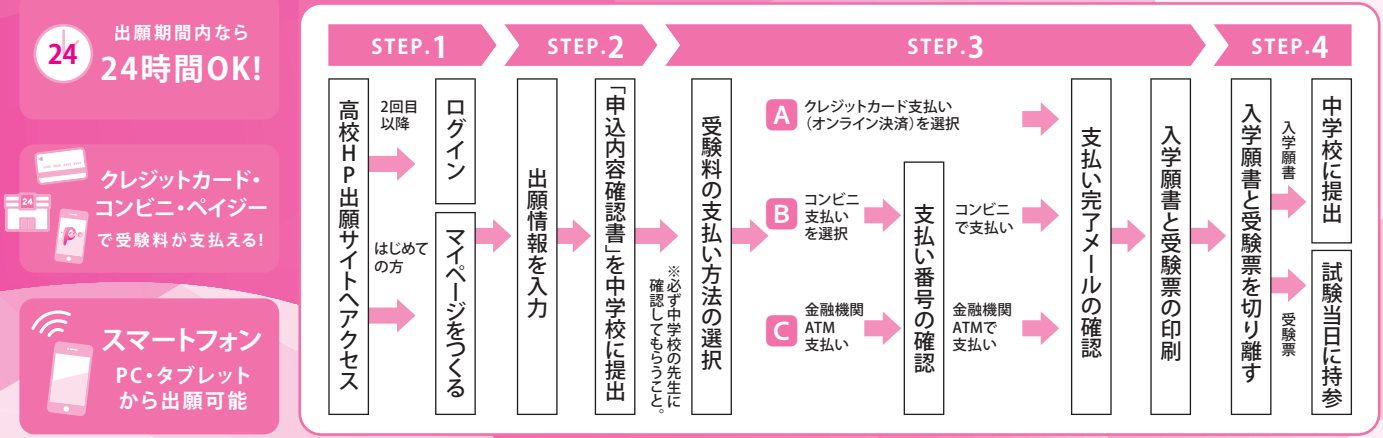 出願期間内なら
24
24時間OK!
クレジットカード・
コンビニ・ペイジー
で受験料が支払える!
24
P
スマートフォン
PC・タブレット
から出願可能
STEP.1
高校HP出願サイトへアクセス
2回目
以降
ログイン
はじめて
の方
マイページをつくる
STEP.2
出願情報を入力
「申込内容確認書」を中学校に提出
※必ず中学校の先生に
確認してもらうこと。
STEP.3
受験料の支払い方法の選択
A
クレジットカード支払い
(オンライン決済)を選択
B
コンビニ
支払い
を選択
C
金融機関
ATM
支払い
支払い番号の確認
コンビニ
で支払い
金融機関
ATMで
支払い
支払い完了メールの確認
入学願書と受験票の印刷
STEP.4
入学願書と受験票を切り離す
入学願書
中学校に提出
受験票
試験当日に持参